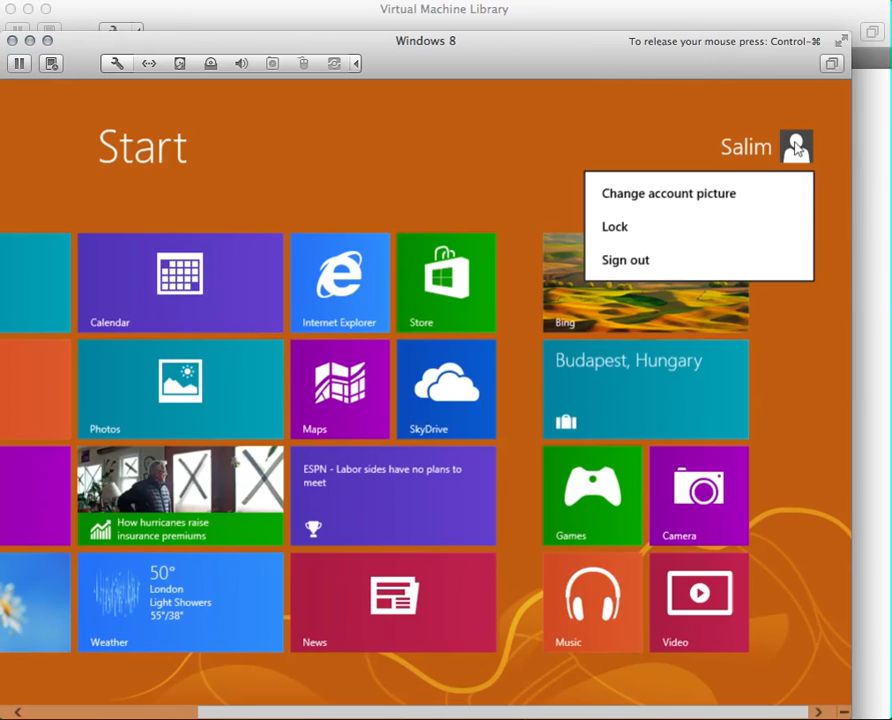 Virtual Machine Library
Windows 8
To release your mouse press: Control-⌘
Start
Salim
Change account picture
Lock
Sign out
Calendar
Internet Explorer
Store
Bing
Photos
Maps
SkyDrive
Budapest, Hungary
How hurricanes raise
insurance premiums
ESPN - Labor sides have no plans to
meet
Games
Camera
50°
London
Light Showers
55°/38°
Weather
News
Music
Video